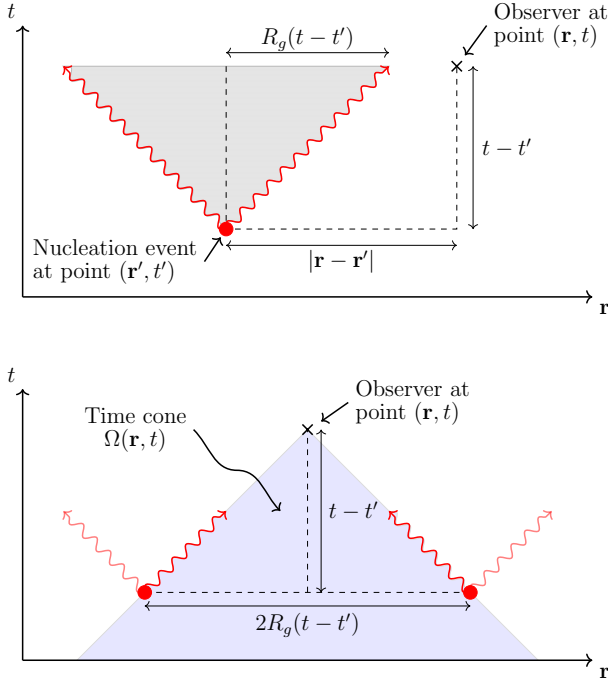 t
R_g(t − t′)
Observer at
point (𝐫, t)
t − t′
Nucleation event
at point (𝐫′, t′)
|𝐫 − 𝐫′|
𝐫
t
Observer at
point (𝐫, t)
Time cone
Ω(𝐫, t)
t − t′
2R_g(t − t′)
𝐫